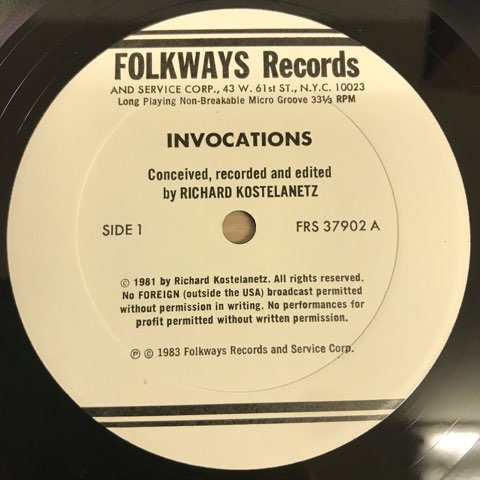 FOLKWAYS Records
AND SERVICE CORP., 43 W. 61st ST., N.Y.C. 10023
Long Playing Non-Breakable Micro Groove 33⅓ RPM
INVOCATIONS
Conceived, recorded and edited
by RICHARD KOSTELANETZ
SIDE 1
FRS 37902 A
© 1981 by Richard Kostelanetz. All rights reserved.
No FOREIGN (outside the USA) broadcast permitted
without permission in writing. No performances for
profit permitted without written permission.
℗ © 1983 Folkways Records and Service Corp.